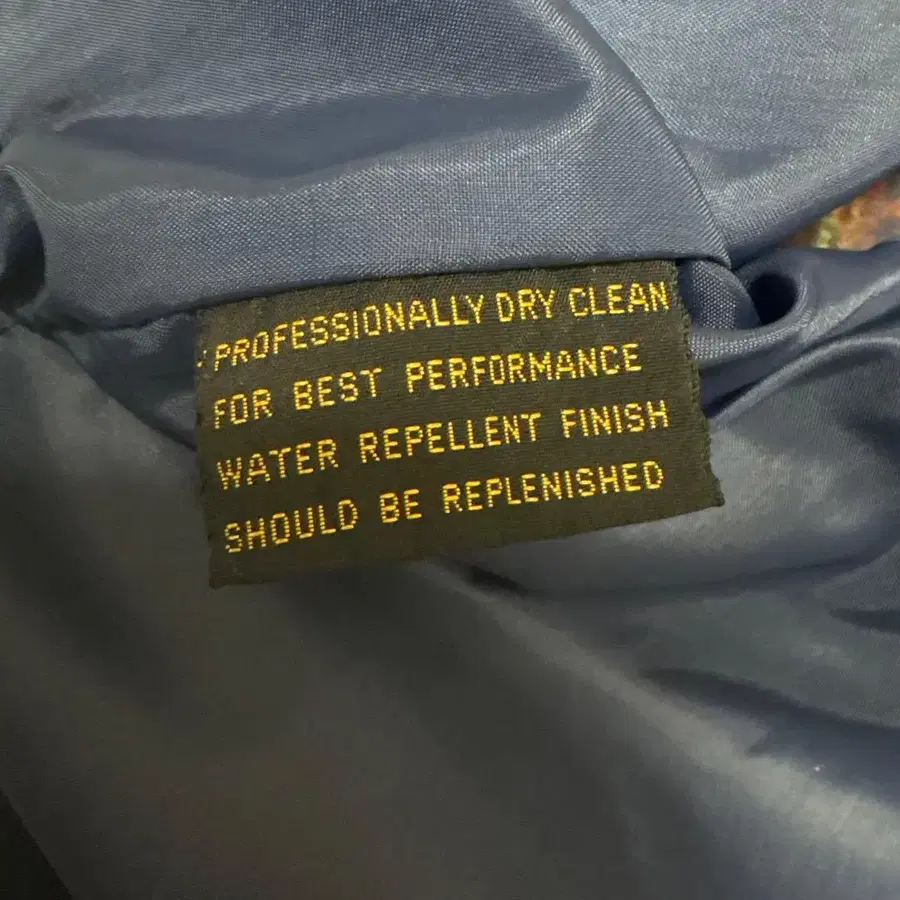 PROFESSIONALLY DRY CLEAN
FOR BEST PERFORMANCE
WATER REPELLENT FINISH
SHOULD BE REPLENISHED